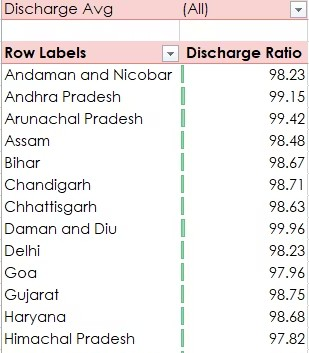 Discharge Avg (All)
Row Labels Discharge Ratio
Andaman and Nicobar 98.23
Andhra Pradesh 99.15
Arunachal Pradesh 99.42
Assam 98.48
Bihar 98.67
Chandigarh 98.71
Chhattisgarh 98.63
Daman and Diu 99.96
Delhi 98.23
Goa 97.96
Gujarat 98.75
Haryana 98.68
Himachal Pradesh 97.82